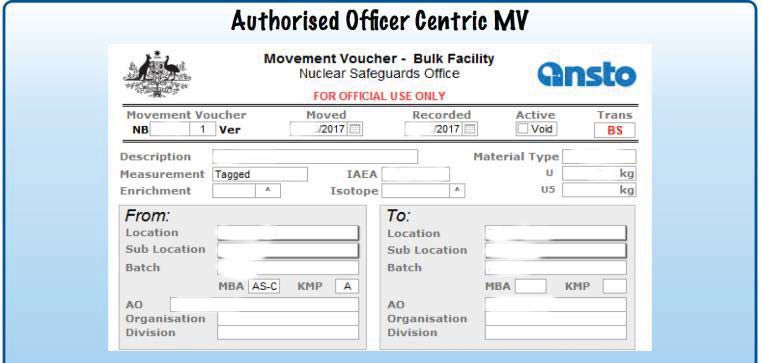 Authorised Officer Centric MV
Movement Voucher - Bulk Facility
Nuclear Safeguards Office
ansto
FOR OFFICIAL USE ONLY
Movement Voucher Moved Recorded Active Trans
NB 1 Ver /2017 /2017 Void BS
Description Material Type
Measurement Tagged IAEA U kg
Enrichment ^ Isotope ^ U5 kg
From:
Location
Sub Location
Batch
MBA AS-C KMP A
AO
Organisation
Division
To:
Location
Sub Location
Batch
MBA KMP
AO
Organisation
Division